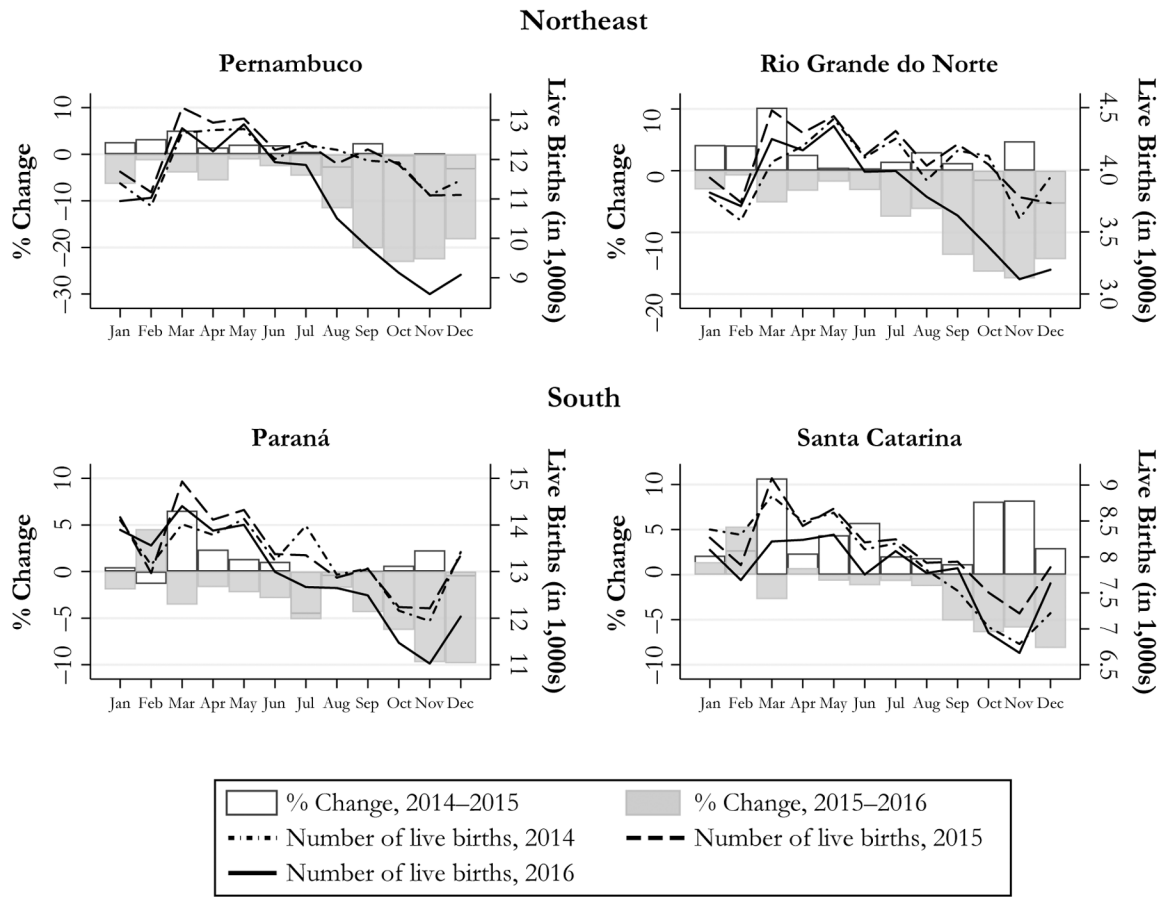 Northeast
Pernambuco
% Change
10
0
−10
−20
−30
Live Births (in 1,000s)
13
12
11
10
9
Jan Feb Mar Apr May Jun Jul Aug Sep Oct Nov Dec
Rio Grande do Norte
% Change
10
0
−10
−20
Live Births (in 1,000s)
4.5
4.0
3.5
3.0
Jan Feb Mar Apr May Jun Jul Aug Sep Oct Nov Dec
South
Paraná
% Change
10
5
0
−5
−10
Live Births (in 1,000s)
15
14
13
12
11
Jan Feb Mar Apr May Jun Jul Aug Sep Oct Nov Dec
Santa Catarina
% Change
10
5
0
−5
−10
Live Births (in 1,000s)
9
8.5
8
7.5
7
6.5
Jan Feb Mar Apr May Jun Jul Aug Sep Oct Nov Dec
% Change, 2014–2015
% Change, 2015–2016
Number of live births, 2014
Number of live births, 2015
Number of live births, 2016